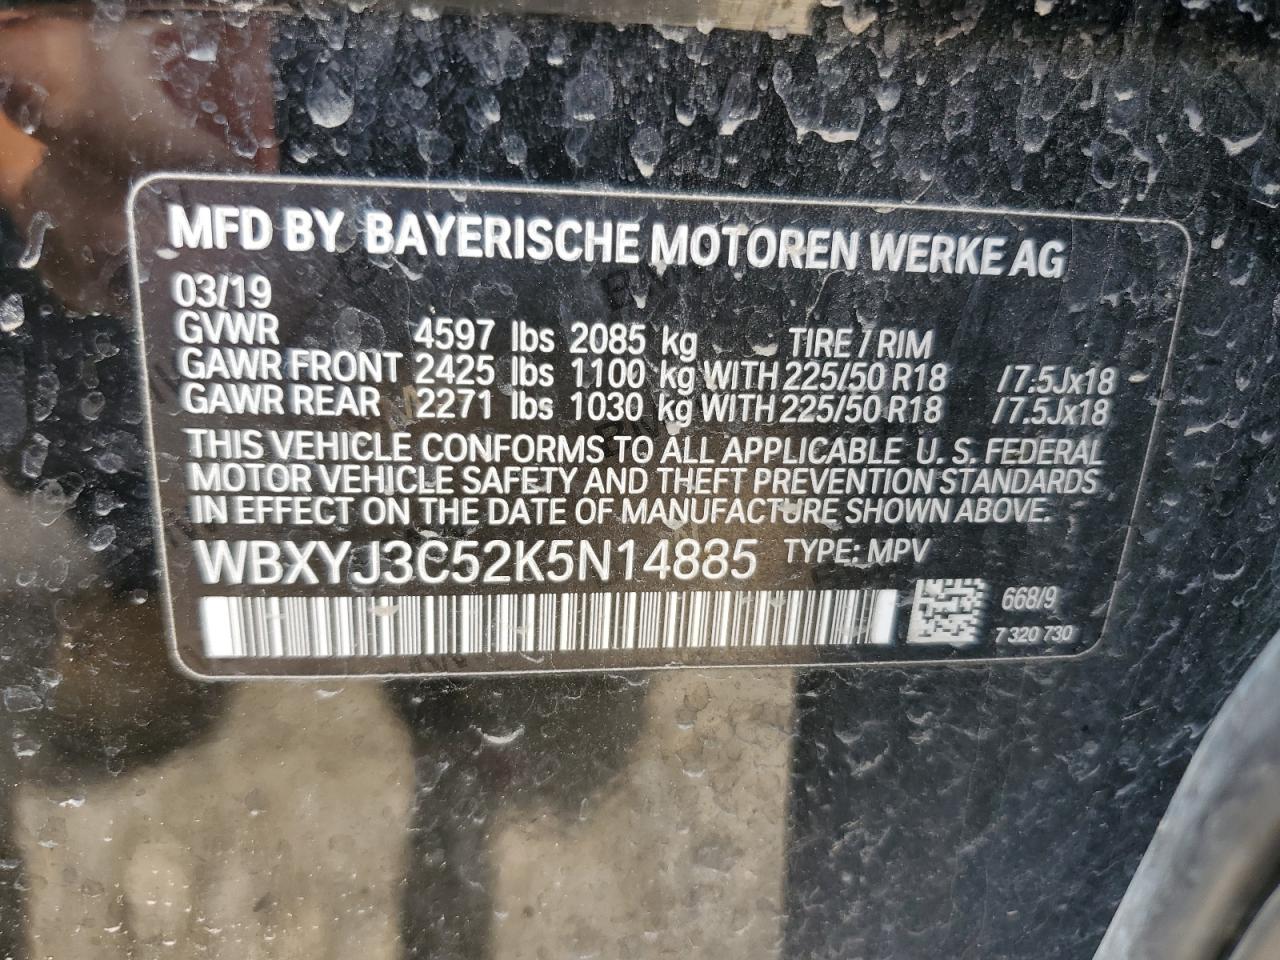 MFD BY BAYERISCHE MOTOREN WERKE AG
03/19
GVWR 4597 lbs 2085 kg TIRE / RIM
GAWR FRONT 2425 lbs 1100 kg WITH 225/50 R18 /7.5Jx18
GAWR REAR 2271 lbs 1030 kg WITH 225/50 R18 /7.5Jx18
THIS VEHICLE CONFORMS TO ALL APPLICABLE U. S. FEDERAL
MOTOR VEHICLE SAFETY AND THEFT PREVENTION STANDARDS
IN EFFECT ON THE DATE OF MANUFACTURE SHOWN ABOVE.
WBXYJ3C52K5N14885 TYPE: MPV
668/9
7 320 730